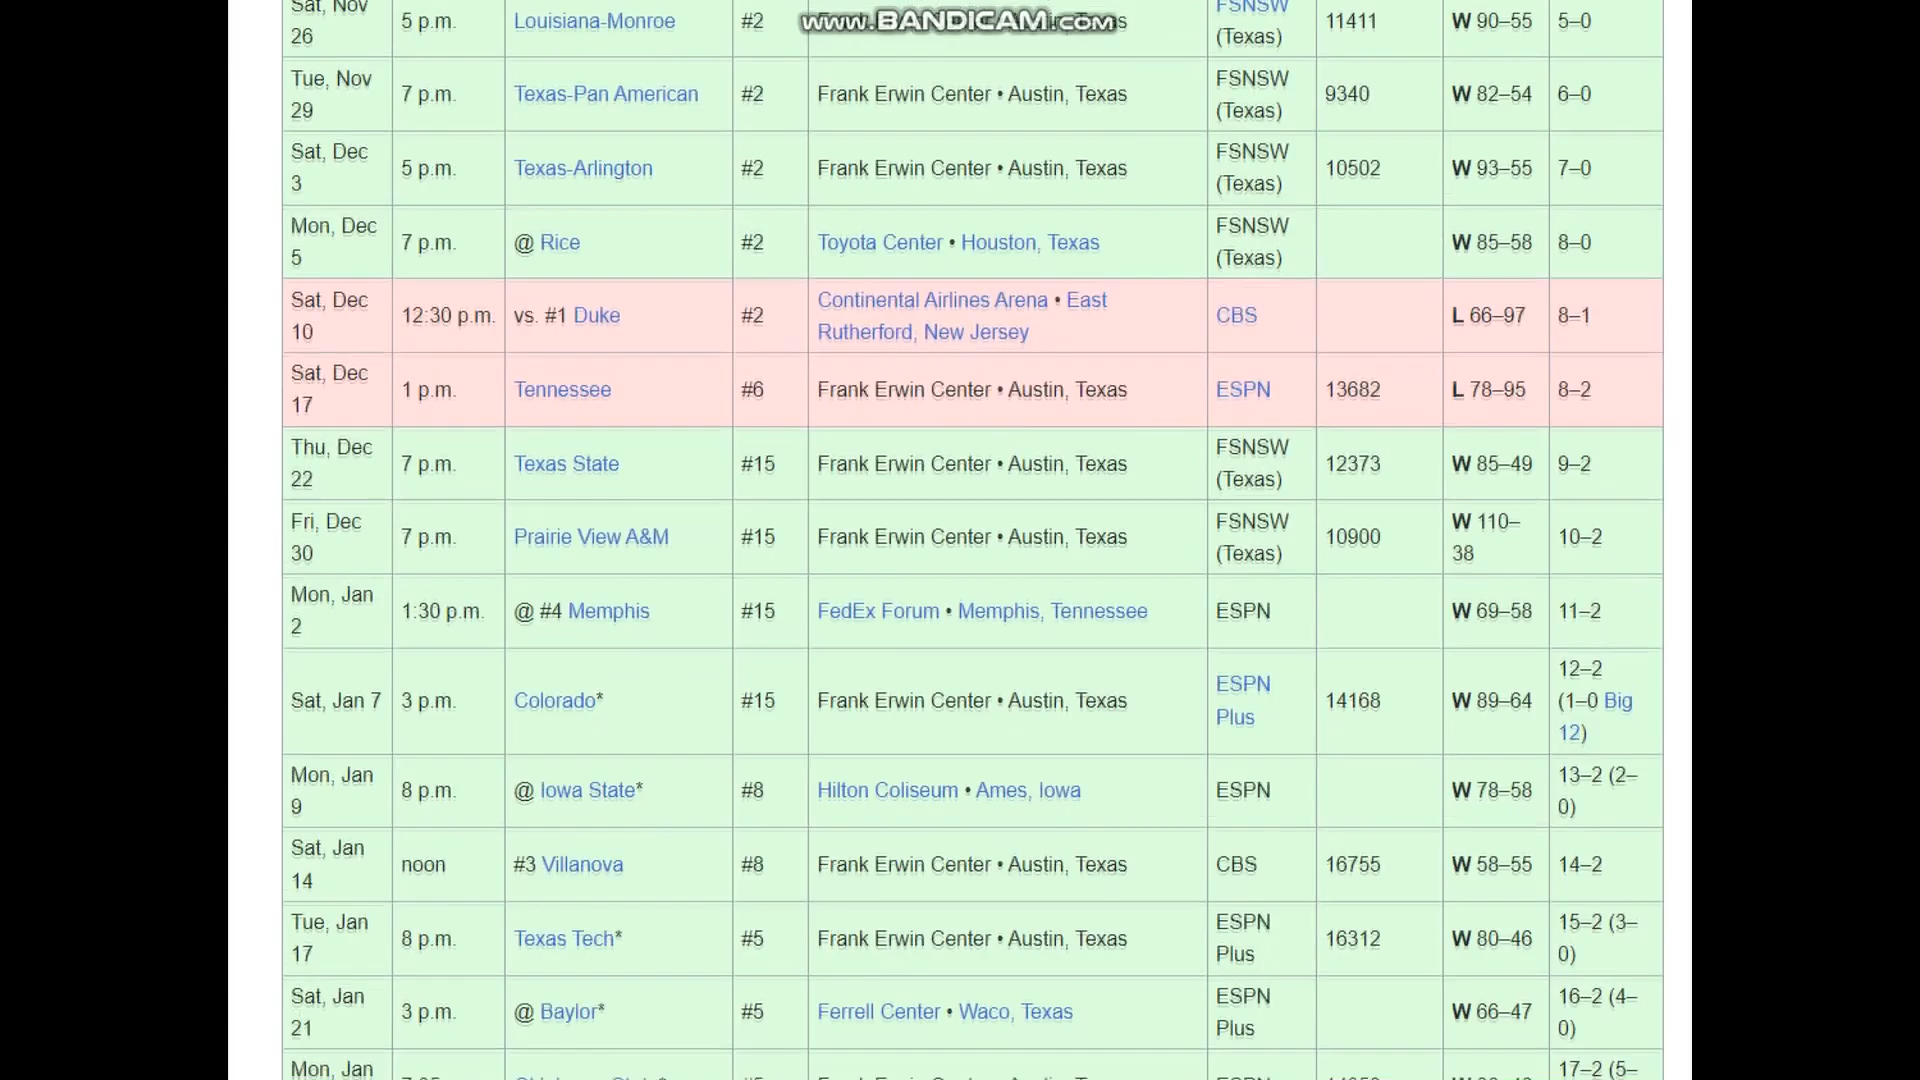 Sat, Nov
26
5 p.m.
Louisiana-Monroe
#2
www.BANDICAM.com
FSNSW
(Texas)
11411
W 90–55
5–0
Tue, Nov
29
7 p.m.
Texas-Pan American
#2
Frank Erwin Center • Austin, Texas
FSNSW
(Texas)
9340
W 82–54
6–0
Sat, Dec
3
5 p.m.
Texas-Arlington
#2
Frank Erwin Center • Austin, Texas
FSNSW
(Texas)
10502
W 93–55
7–0
Mon, Dec
5
7 p.m.
@ Rice
#2
Toyota Center • Houston, Texas
FSNSW
(Texas)
W 85–58
8–0
Sat, Dec
10
12:30 p.m.
vs. #1 Duke
#2
Continental Airlines Arena • East
Rutherford, New Jersey
CBS
L 66–97
8–1
Sat, Dec
17
1 p.m.
Tennessee
#6
Frank Erwin Center • Austin, Texas
ESPN
13682
L 78–95
8–2
Thu, Dec
22
7 p.m.
Texas State
#15
Frank Erwin Center • Austin, Texas
FSNSW
(Texas)
12373
W 85–49
9–2
Fri, Dec
30
7 p.m.
Prairie View A&M
#15
Frank Erwin Center • Austin, Texas
FSNSW
(Texas)
10900
W 110–
38
10–2
Mon, Jan
2
1:30 p.m.
@ #4 Memphis
#15
FedEx Forum • Memphis, Tennessee
ESPN
W 69–58
11–2
Sat, Jan 7
3 p.m.
Colorado*
#15
Frank Erwin Center • Austin, Texas
ESPN
Plus
14168
W 89–64
12–2
(1–0 Big
12)
Mon, Jan
9
8 p.m.
@ Iowa State*
#8
Hilton Coliseum • Ames, Iowa
ESPN
W 78–58
13–2 (2–
0)
Sat, Jan
14
noon
#3 Villanova
#8
Frank Erwin Center • Austin, Texas
CBS
16755
W 58–55
14–2
Tue, Jan
17
8 p.m.
Texas Tech*
#5
Frank Erwin Center • Austin, Texas
ESPN
Plus
16312
W 80–46
15–2 (3–
0)
Sat, Jan
21
3 p.m.
@ Baylor*
#5
Ferrell Center • Waco, Texas
ESPN
Plus
W 66–47
16–2 (4–
0)
Mon, Jan
17–2 (5–